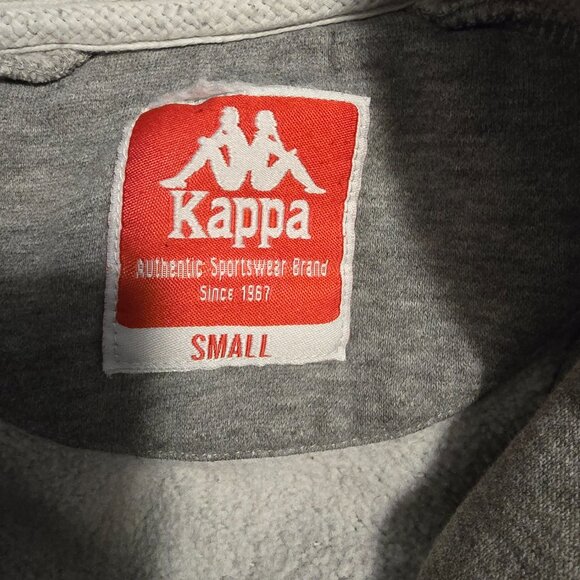 Kappa
Authentic Sportswear Brand
Since 1967
SMALL